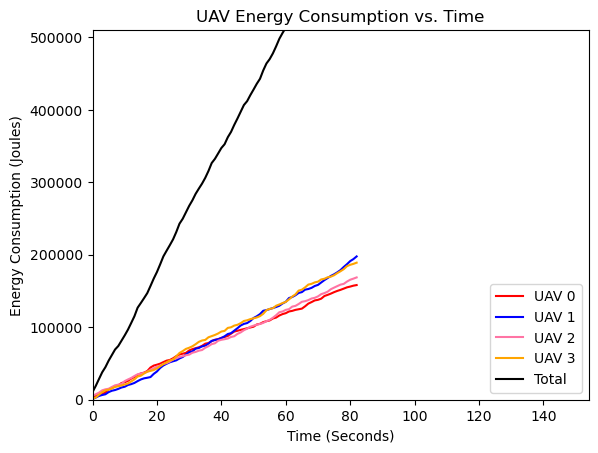 UAV Energy Consumption vs. Time
Energy Consumption (Joules)
500000
400000
300000
200000
100000
0
0 20 40 60 80 100 120 140
Time (Seconds)
UAV 0
UAV 1
UAV 2
UAV 3
Total